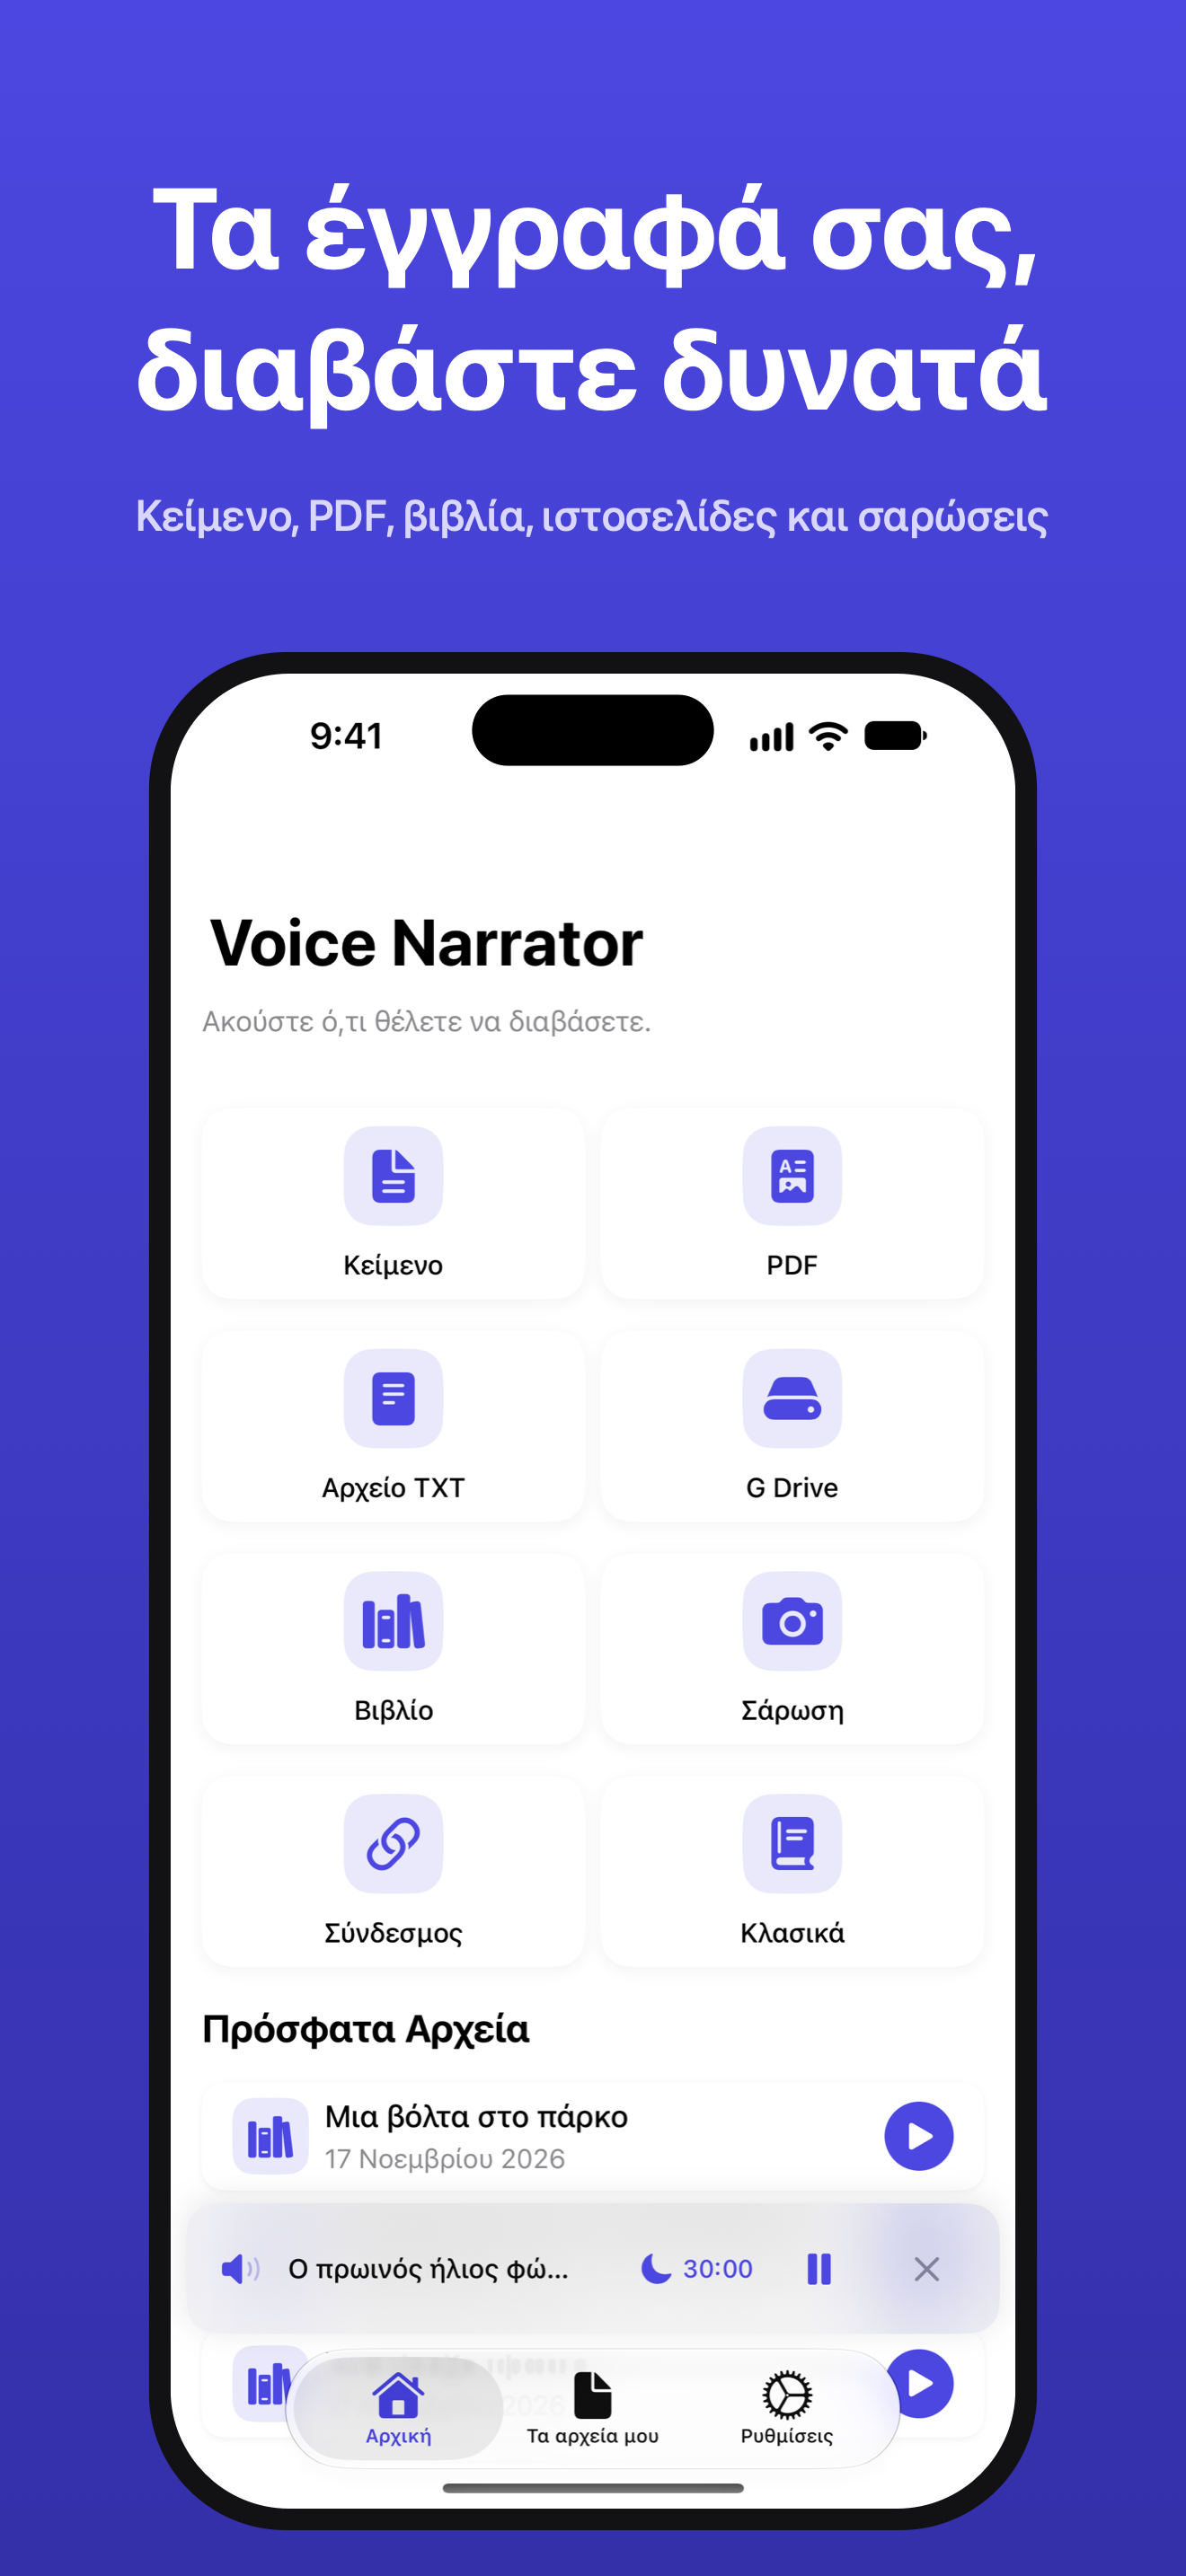 Τα έγγραφά σας,
διαβάστε δυνατά
Κείμενο, PDF, βιβλία, ιστοσελίδες και σαρώσεις
9:41
Voice Narrator
Ακούστε ό,τι θέλετε να διαβάσετε.
Κείμενο
PDF
Αρχείο TXT
G Drive
Βιβλίο
Σάρωση
Σύνδεσμος
Κλασικά
Πρόσφατα Αρχεία
Μια βόλτα στο πάρκο
17 Νοεμβρίου 2026
Ο πρωινός ήλιος φώ...
30:00
2026
Αρχική
Τα αρχεία μου
Ρυθμίσεις